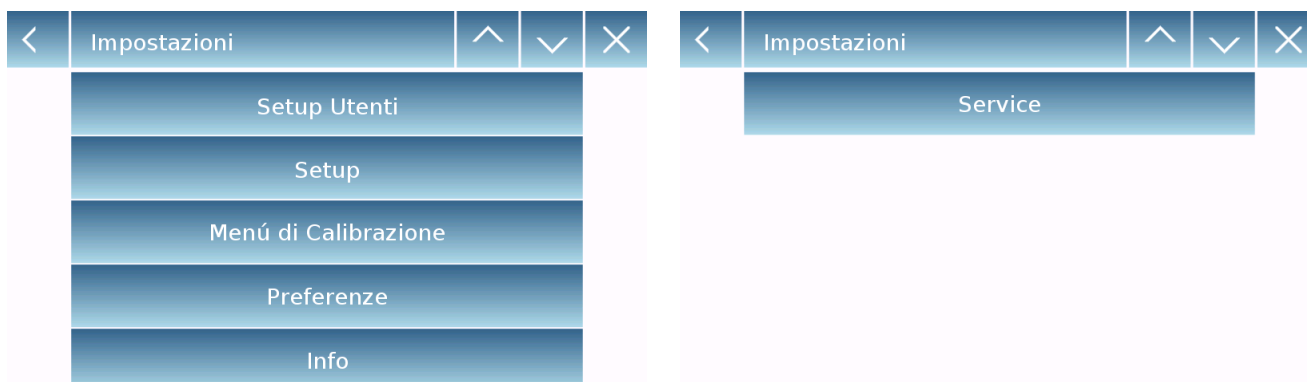 Impostazioni
Setup Utenti
Setup
Menú di Calibrazione
Preferenze
Info
Impostazioni
Service